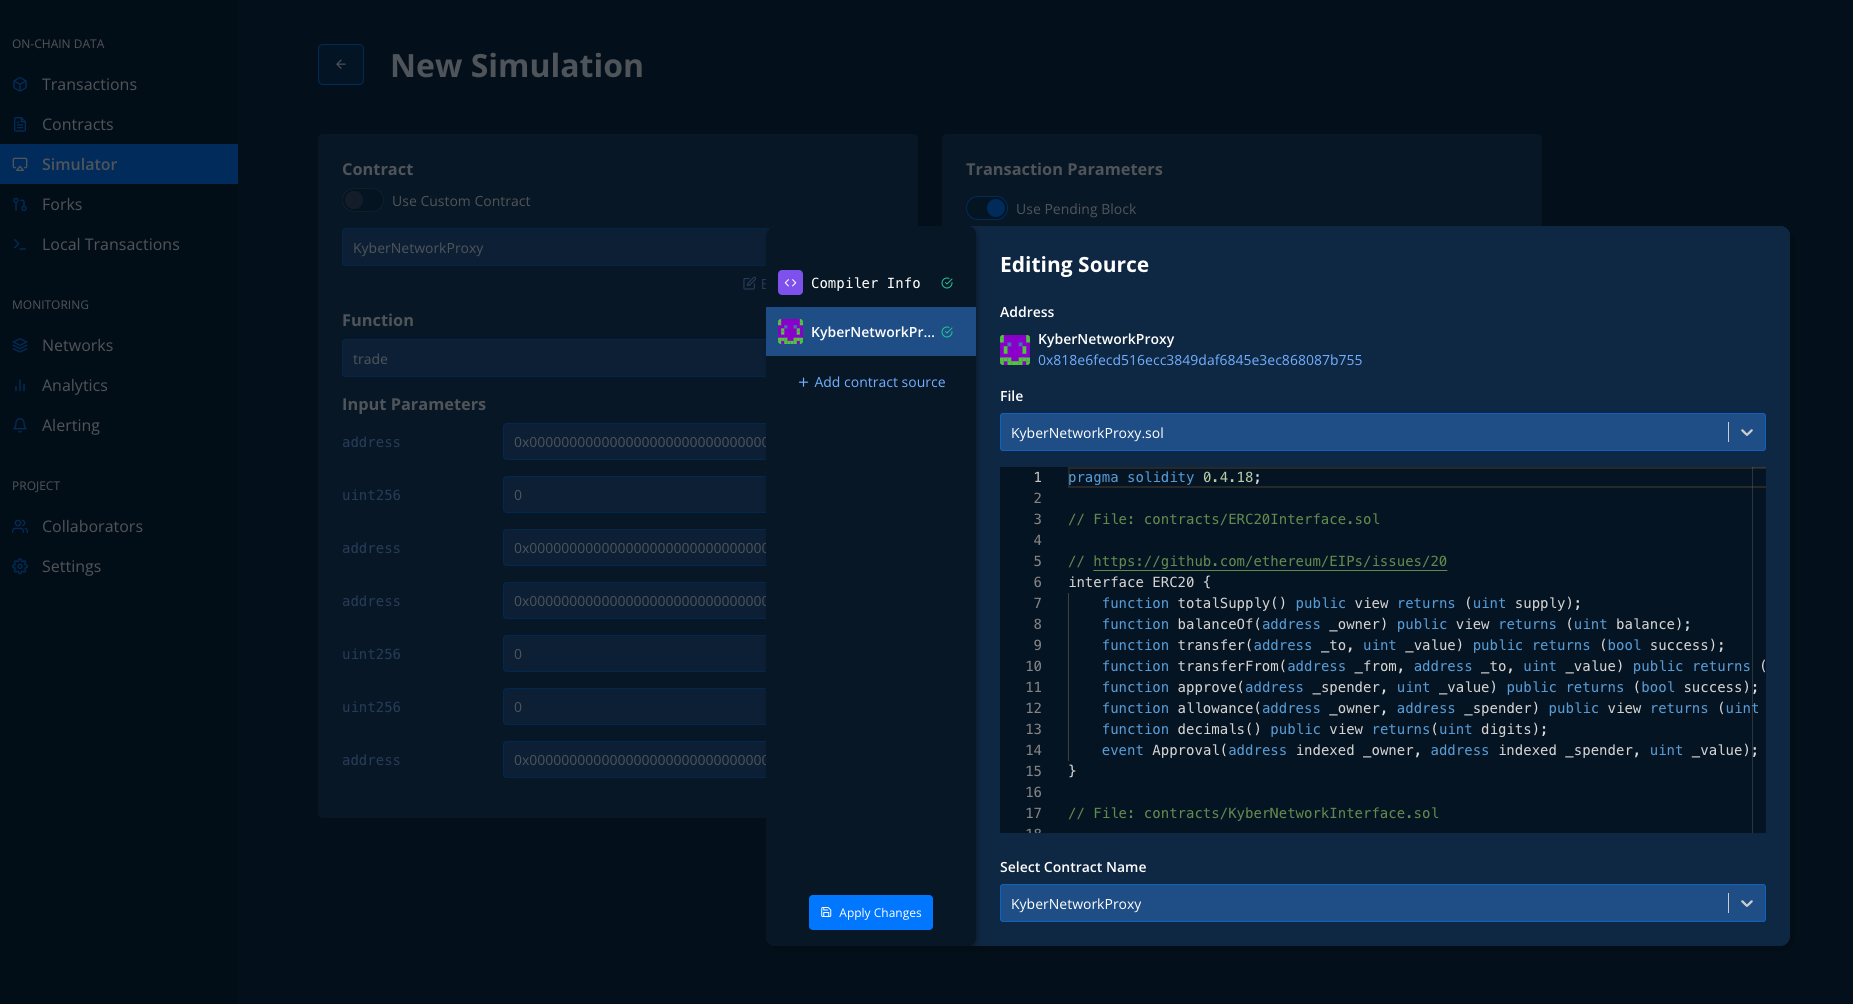 ON-CHAIN DATA
Transactions
Contracts
Simulator
Forks
Local Transactions
MONITORING
Networks
Analytics
Alerting
PROJECT
Collaborators
Settings
New Simulation
Contract
Use Custom Contract
KyberNetworkProxy
Function
trade
Input Parameters
address 0x00000000000000000000000000000
uint256 0
address 0x00000000000000000000000000000
address 0x00000000000000000000000000000
uint256 0
uint256 0
address 0x00000000000000000000000000000
Transaction Parameters
Use Pending Block
Compiler Info
KyberNetworkPr...
+ Add contract source
Apply Changes
Editing Source
Address
KyberNetworkProxy
0x818e6fecd516ecc3849daf6845e3ec868087b755
File
KyberNetworkProxy.sol
1 pragma solidity 0.4.18;
2
3 // File: contracts/ERC20Interface.sol
4
5 // https://github.com/ethereum/EIPs/issues/20
6 interface ERC20 {
7 function totalSupply() public view returns (uint supply);
8 function balanceOf(address _owner) public view returns (uint balance);
9 function transfer(address _to, uint _value) public returns (bool success);
10 function transferFrom(address _from, address _to, uint _value) public returns (
11 function approve(address _spender, uint _value) public returns (bool success);
12 function allowance(address _owner, address _spender) public view returns (uint
13 function decimals() public view returns(uint digits);
14 event Approval(address indexed _owner, address indexed _spender, uint _value);
15 }
16
17 // File: contracts/KyberNetworkInterface.sol
18
Select Contract Name
KyberNetworkProxy